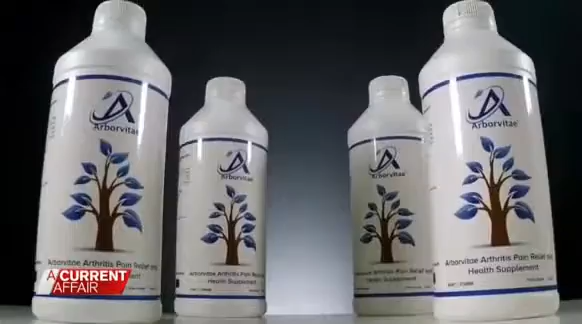 Arborvitae
Arborvitae Arthritis Pain Relief and
Health Supplement
Arborvitae
Arborvitae Arthritis Pain Relief
Health Supplement
Arborvitae
Arthritis Pain Relief and
Health Supplement
Arborvitae
Arborvitae Arthritis Pain Relief and
Health Supplement
A CURRENT
AFFAIR